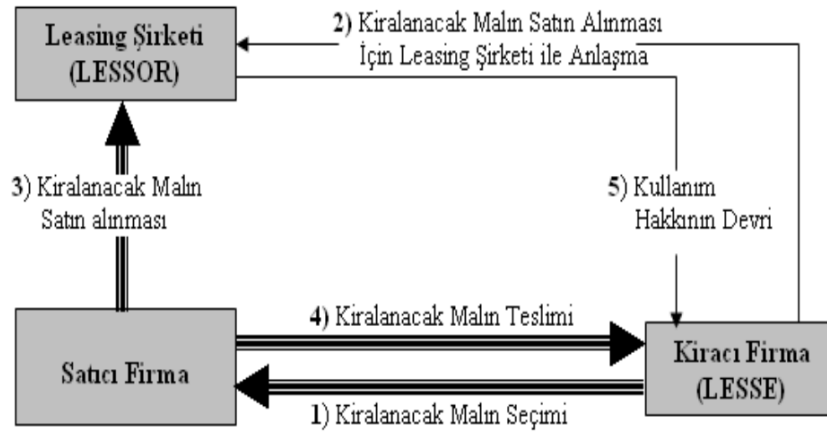 Leasing Şirketi
(LESSOR)
2) Kiralanacak Malın Satın Alınması
İçin Leasing Şirketi ile Anlaşma
3) Kiralanacak Malın
Satın alınması
5) Kullanım
Hakkının Devri
4) Kiralanacak Malın Teslimi
Satıcı Firma
Kiracı Firma
(LESSE)
1) Kiralanacak Malın Seçimi